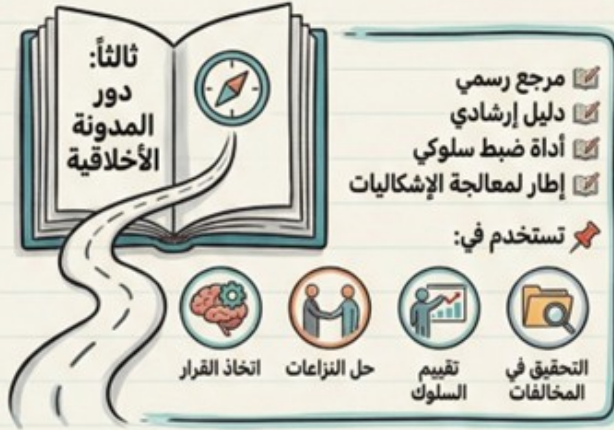 ثالثاً:
دور
المدونة
الأخلاقية
مرجع رسمي
دليل إرشادي
أداة ضبط سلوكي
إطار لمعالجة الإشكاليات
تستخدم في:
التحقيق في
المخالفات
تقييم
السلوك
حل النزاعات
اتخاذ القرار